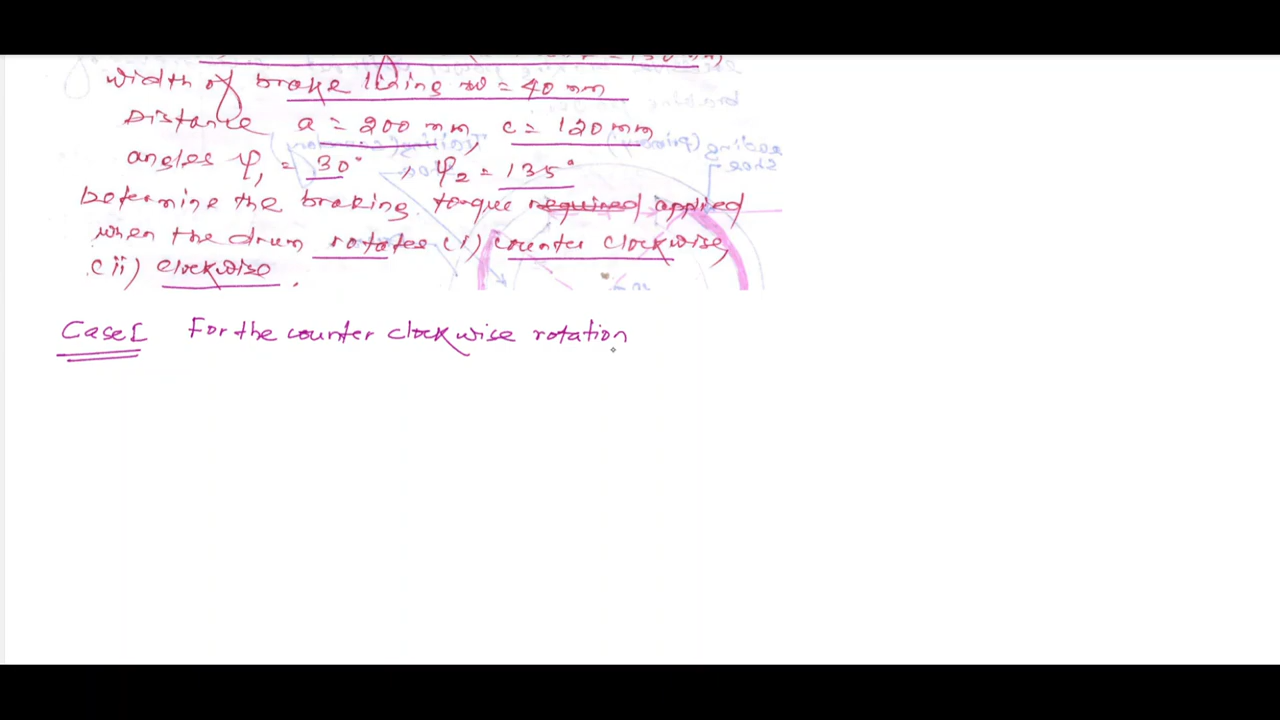 width of brake lining w = 40 mm
Distance a = 200 mm, c = 120 mm
angles φ₁ = 30°, φ₂ = 135°
Determine the braking torque required applied
when the drum rotates (i) counter clockwise,
(ii) clockwise.
Case I For the counter clockwise rotation